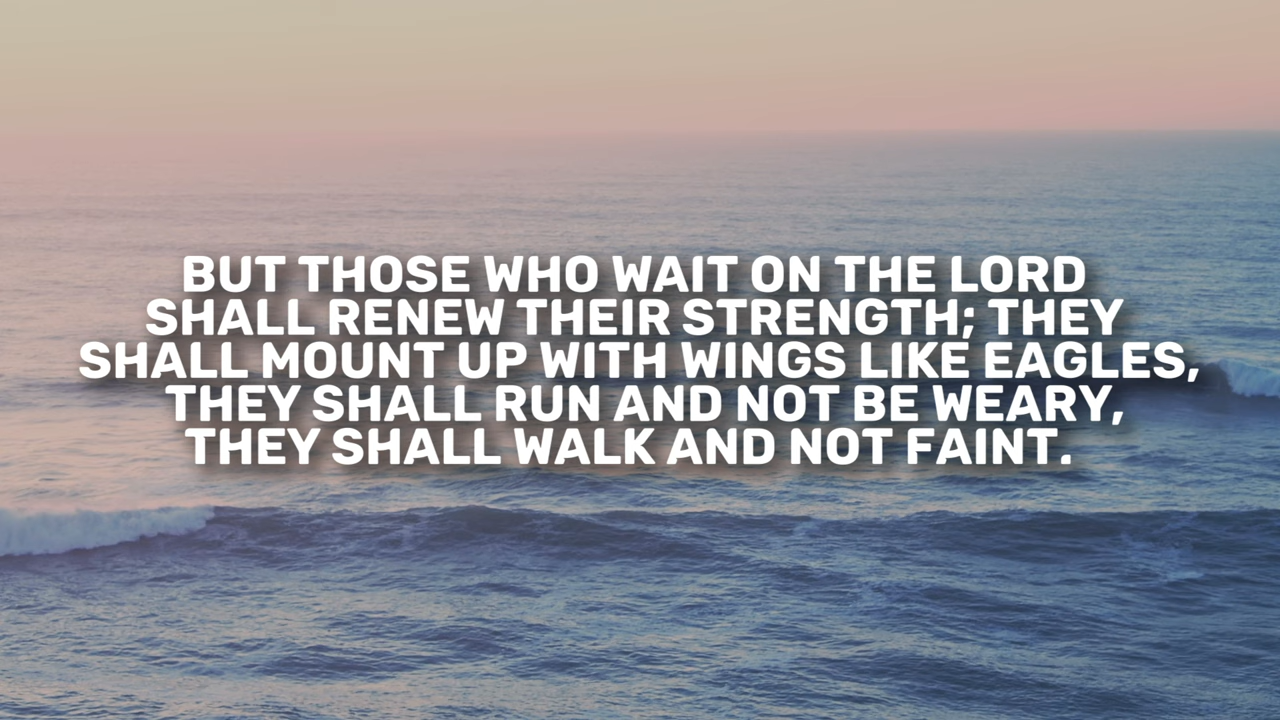 BUT THOSE WHO WAIT ON THE LORD
SHALL RENEW THEIR STRENGTH; THEY
SHALL MOUNT UP WITH WINGS LIKE EAGLES,
THEY SHALL RUN AND NOT BE WEARY,
THEY SHALL WALK AND NOT FAINT.